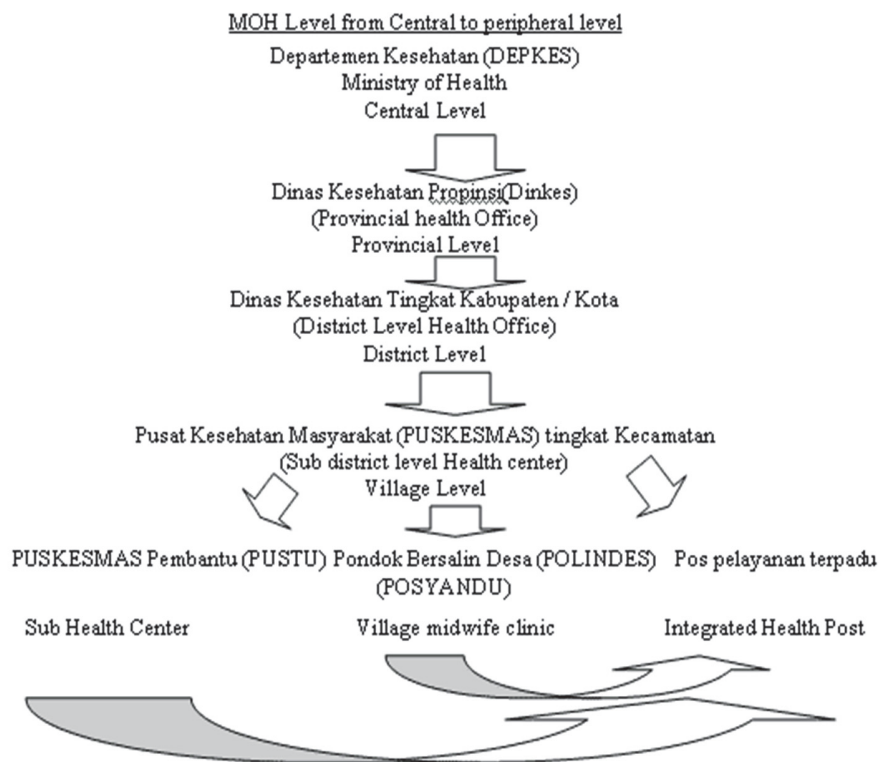 MOH Level from Central to peripheral level
Departemen Kesehatan (DEPKES)
Ministry of Health
Central Level
Dinas Kesehatan Propinsi(Dinkes)
(Provincial health Office)
Provincial Level
Dinas Kesehatan Tingkat Kabupaten / Kota
(District Level Health Office)
District Level
Pusat Kesehatan Masyarakat (PUSKESMAS) tingkat Kecamatan
(Sub district level Health center)
Village Level
PUSKESMAS Pembantu (PUSTU) Pondok Bersalin Desa (POLINDES) Pos pelayanan terpadu
(POSYANDU)
Sub Health Center Village midwife clinic Integrated Health Post